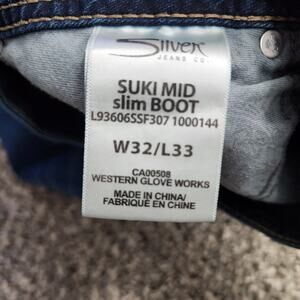 Silver
JEANS CO.
SUKI MID
slim BOOT
L93606SSF307 1000144
W32/L33
CA00508
WESTERN GLOVE WORKS
MADE IN CHINA/
FABRIQUÉ EN CHINE